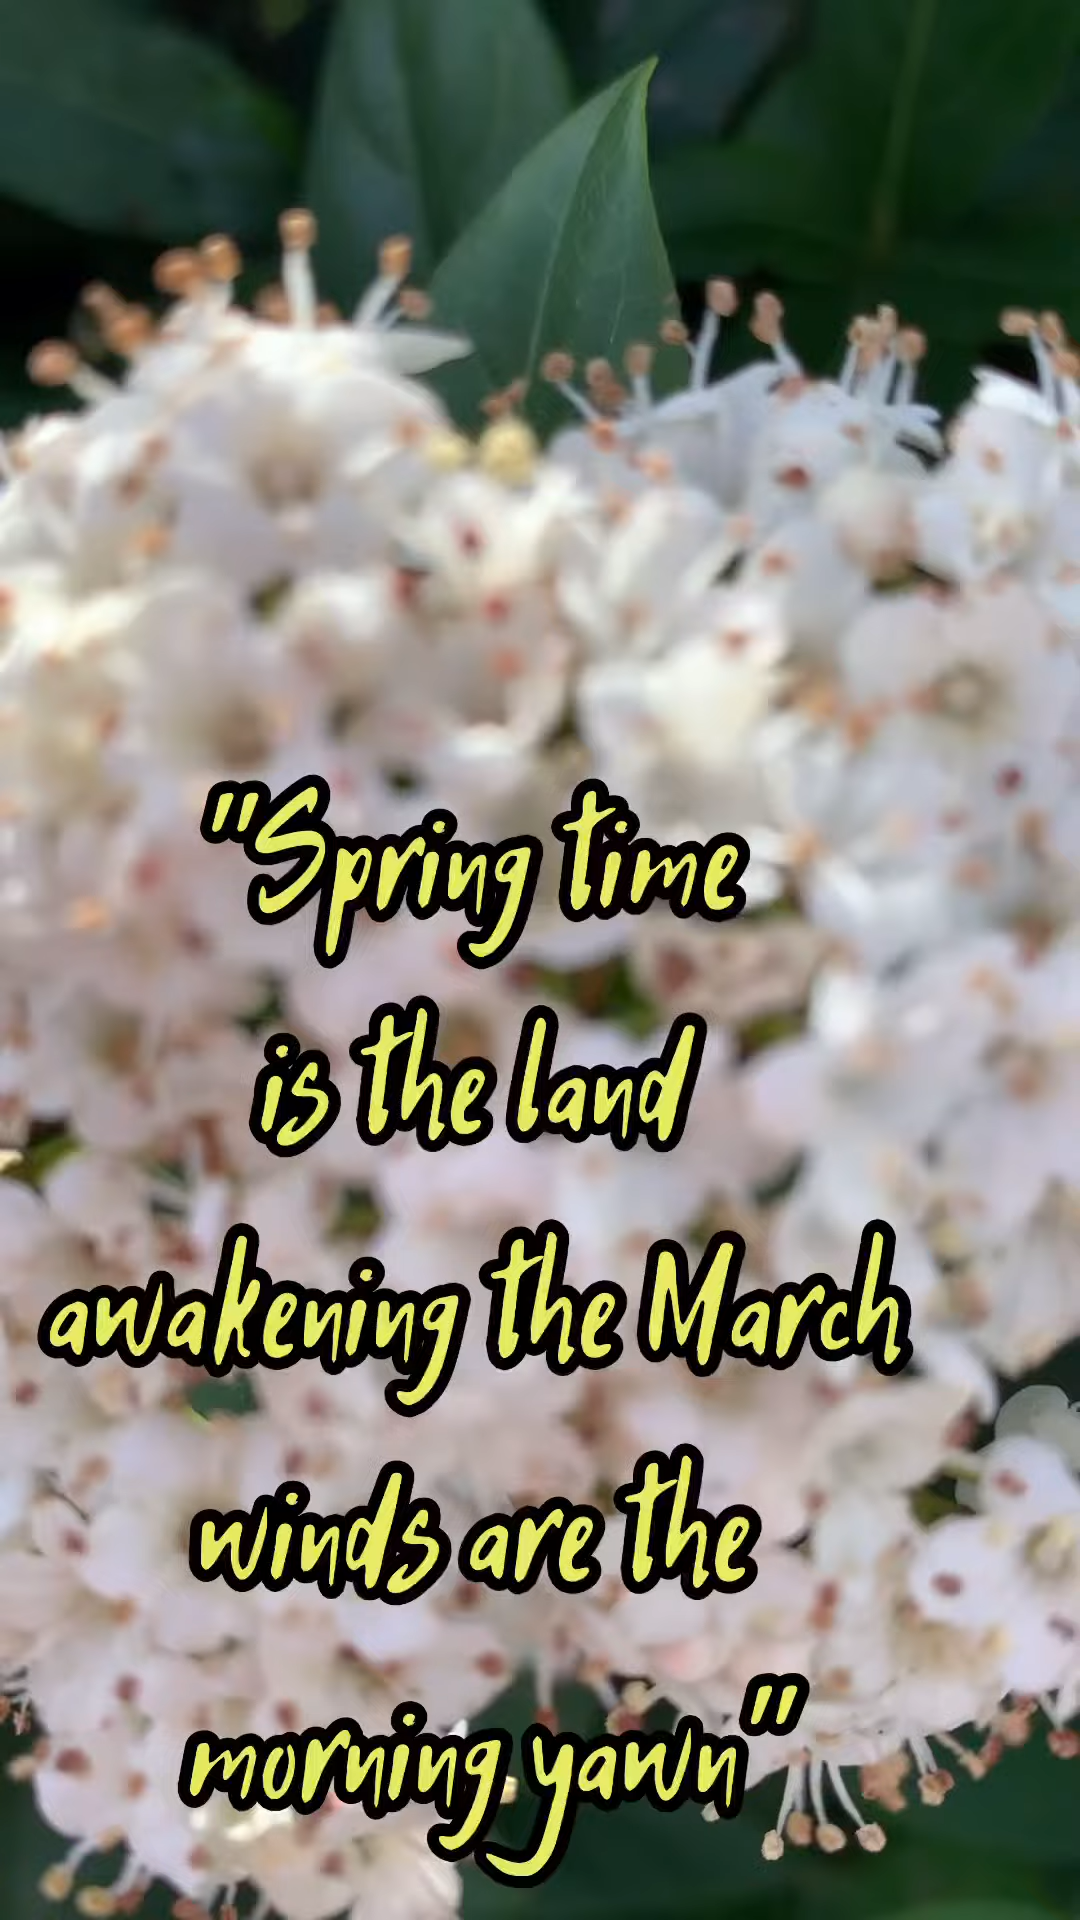 "Spring time
is the land
awakening the March
winds are the
morning yawn"